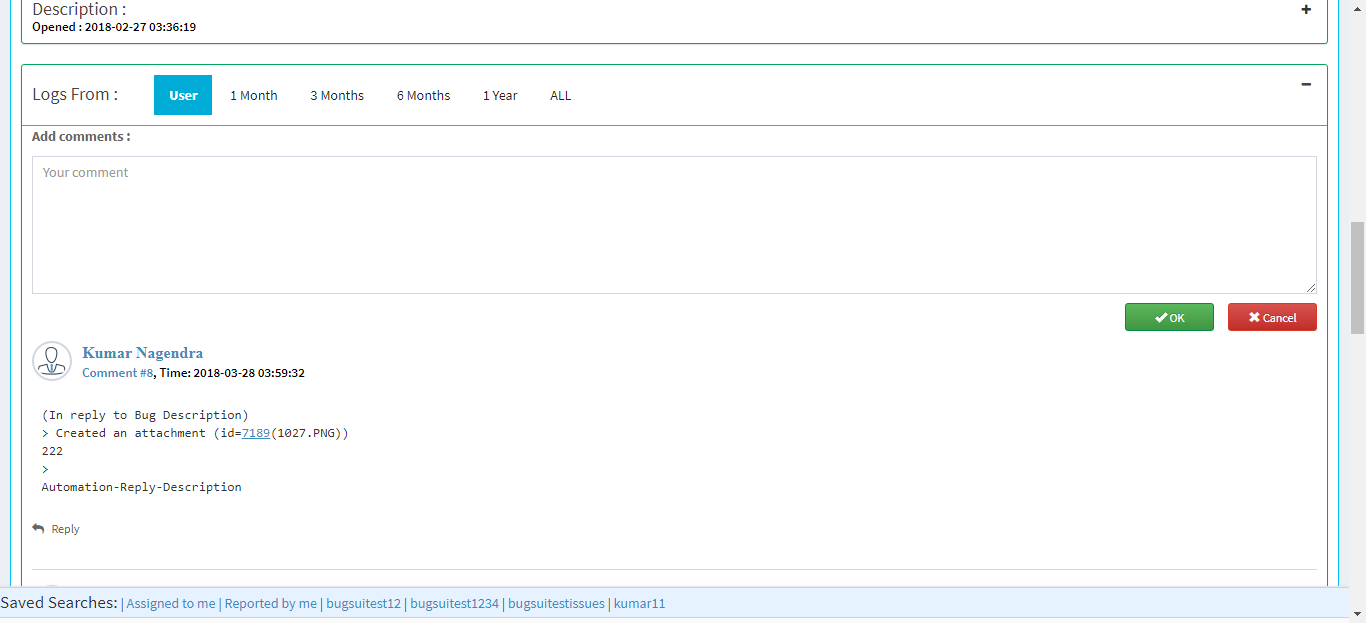 Description :
Opened : 2018-02-27 03:36:19
Logs From : User 1 Month 3 Months 6 Months 1 Year ALL
Add comments :
Your comment
OK Cancel
Kumar Nagendra
Comment #8, Time: 2018-03-28 03:59:32
(In reply to Bug Description)
> Created an attachment (id=7189(1027.PNG))
222
>
Automation-Reply-Description
Reply
Saved Searches: | Assigned to me | Reported by me | bugsuitest12 | bugsuitest1234 | bugsuitestissues | kumar11